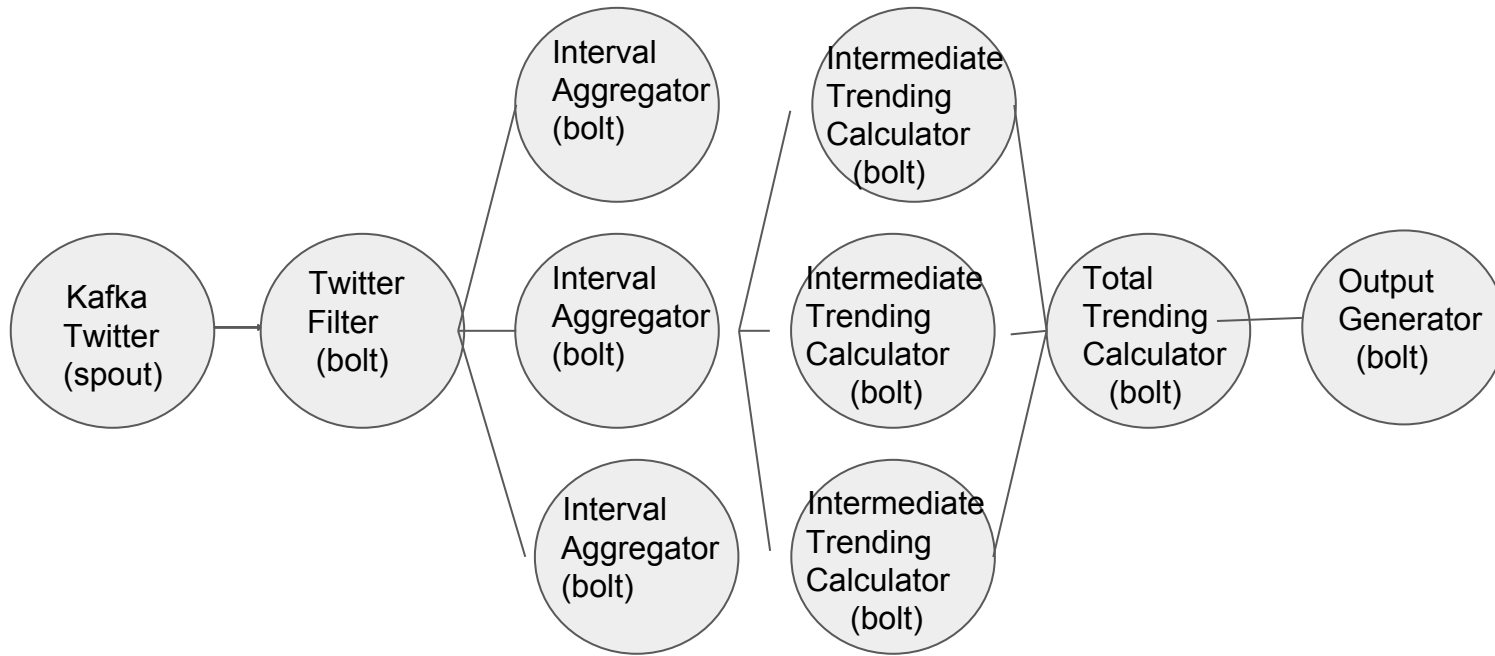 Kafka
Twitter
(spout)
Twitter
Filter
(bolt)
Interval
Aggregator
(bolt)
Interval
Aggregator
(bolt)
Interval
Aggregator
(bolt)
Intermediate
Trending
Calculator
(bolt)
Intermediate
Trending
Calculator
(bolt)
Intermediate
Trending
Calculator
(bolt)
Total
Trending
Calculator
(bolt)
Output
Generator
(bolt)